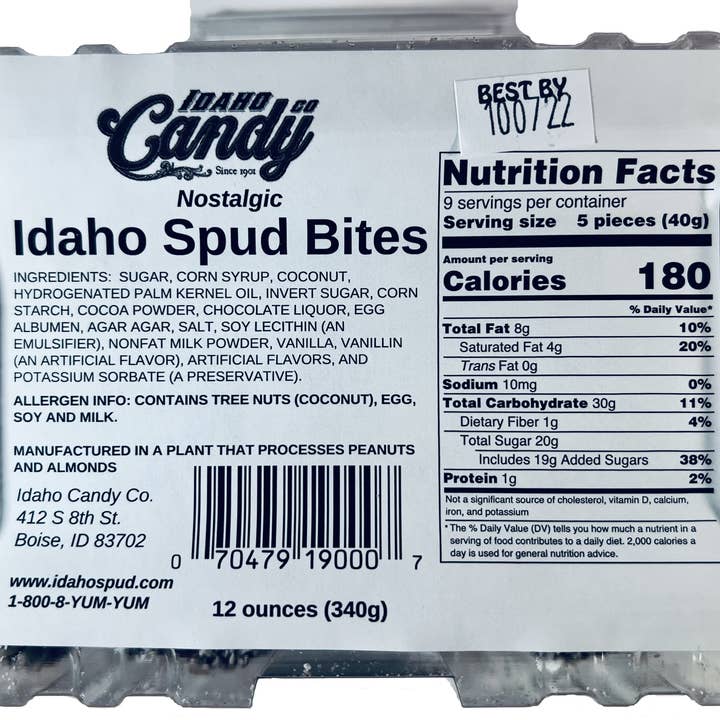 IDAHO
Candy CO
Since 1901
Nostalgic
Idaho Spud Bites
INGREDIENTS: SUGAR, CORN SYRUP, COCONUT,
HYDROGENATED PALM KERNEL OIL, INVERT SUGAR, CORN
STARCH, COCOA POWDER, CHOCOLATE LIQUOR, EGG
ALBUMEN, AGAR AGAR, SALT, SOY LECITHIN (AN
EMULSIFIER), NONFAT MILK POWDER, VANILLA, VANILLIN
(AN ARTIFICIAL FLAVOR), ARTIFICIAL FLAVORS, AND
POTASSIUM SORBATE (A PRESERVATIVE).
ALLERGEN INFO: CONTAINS TREE NUTS (COCONUT), EGG,
SOY AND MILK.
MANUFACTURED IN A PLANT THAT PROCESSES PEANUTS
AND ALMONDS
Idaho Candy Co.
412 S 8th St.
Boise, ID 83702
www.idahospud.com
1-800-8-YUM-YUM
0 70479 19000 7
12 ounces (340g)
BEST BY
100722
Nutrition Facts
9 servings per container
Serving size 5 pieces (40g)
Amount per serving
Calories 180
% Daily Value*
Total Fat 8g 10%
Saturated Fat 4g 20%
Trans Fat 0g
Sodium 10mg 0%
Total Carbohydrate 30g 11%
Dietary Fiber 1g 4%
Total Sugar 20g
Includes 19g Added Sugars 38%
Protein 1g 2%
Not a significant source of cholesterol, vitamin D, calcium,
iron, and potassium
* The % Daily Value (DV) tells you how much a nutrient in a
serving of food contributes to a daily diet. 2,000 calories a
day is used for general nutrition advice.